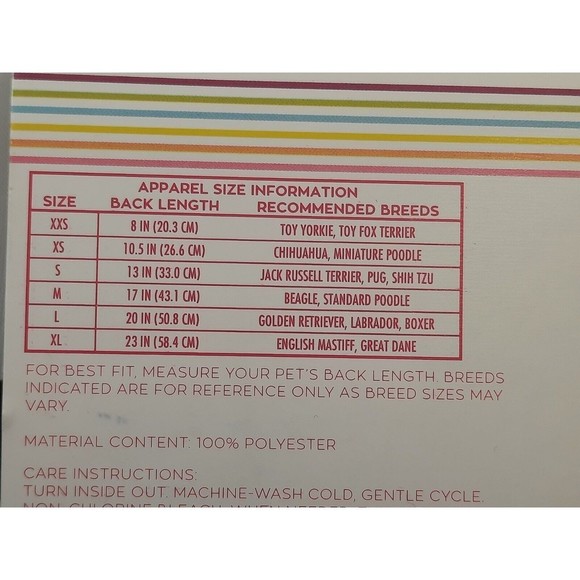 APPAREL SIZE INFORMATION
SIZE BACK LENGTH RECOMMENDED BREEDS
XXS 8 IN (20.3 CM) TOY YORKIE, TOY FOX TERRIER
XS 10.5 IN (26.6 CM) CHIHUAHUA, MINIATURE POODLE
S 13 IN (33.0 CM) JACK RUSSELL TERRIER, PUG, SHIH TZU
M 17 IN (43.1 CM) BEAGLE, STANDARD POODLE
L 20 IN (50.8 CM) GOLDEN RETRIEVER, LABRADOR, BOXER
XL 23 IN (58.4 CM) ENGLISH MASTIFF, GREAT DANE
FOR BEST FIT, MEASURE YOUR PET'S BACK LENGTH. BREEDS
INDICATED ARE FOR REFERENCE ONLY AS BREED SIZES MAY
VARY.
MATERIAL CONTENT: 100% POLYESTER
CARE INSTRUCTIONS:
TURN INSIDE OUT. MACHINE-WASH COLD, GENTLE CYCLE.
NON-CHLORINE BLEACH WHEN NEEDED.